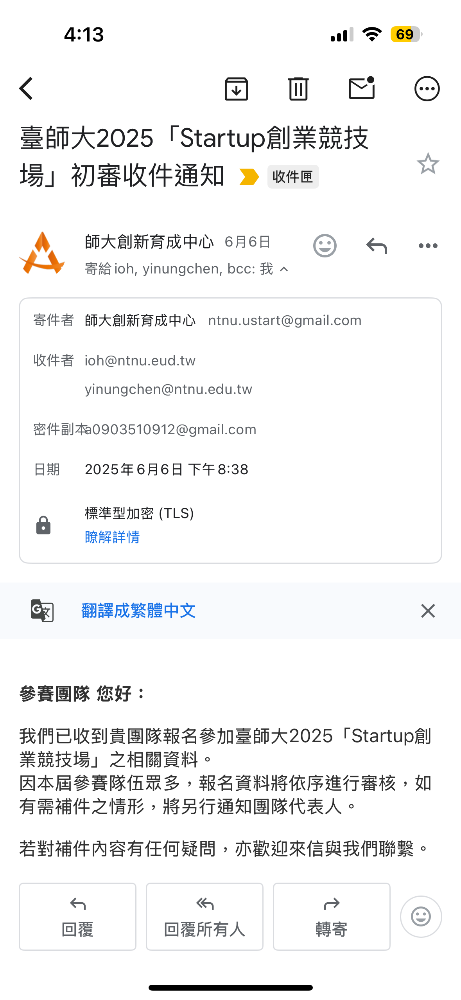 4:13
69
臺師大2025「Startup創業競技
場」初審收件通知 收件匣
師大創新育成中心 6月6日
寄給 ioh, yinungchen, bcc: 我
寄件者 師大創新育成中心 ntnu.ustart@gmail.com
收件者 ioh@ntnu.eud.tw
yinungchen@ntnu.edu.tw
密件副本 a0903510912@gmail.com
日期 2025年6月6日 下午8:38
標準型加密 (TLS)
瞭解詳情
G文 翻譯成繁體中文
參賽團隊 您好：
我們已收到貴團隊報名參加臺師大2025「Startup創
業競技場」之相關資料。
因本屆參賽隊伍眾多，報名資料將依序進行審核，如
有需補件之情形，將另行通知團隊代表人。
若對補件內容有任何疑問，亦歡迎來信與我們聯繫。
回覆 回覆所有人 轉寄